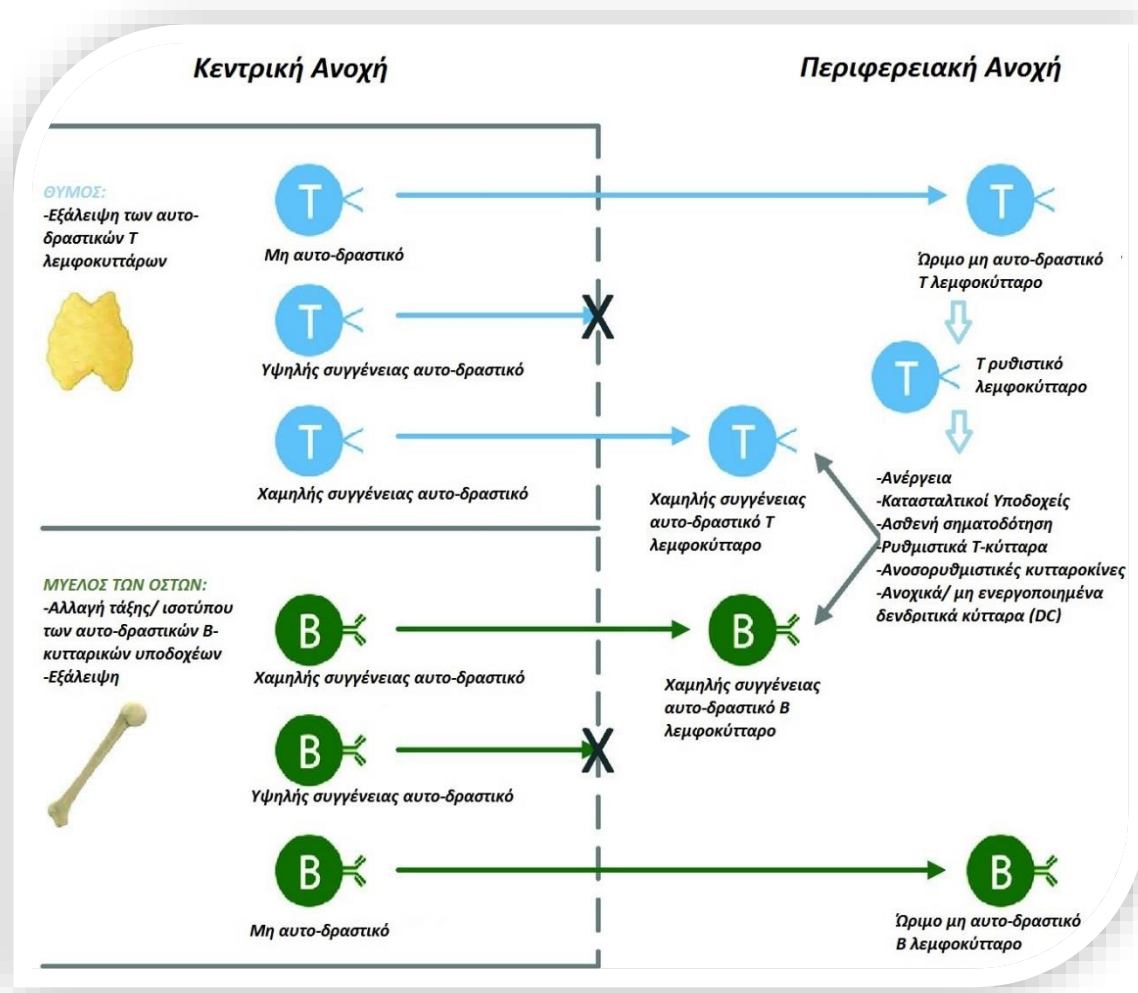 Κεντρική Ανοχή
Περιφερειακή Ανοχή
ΘΥΜΟΣ:
-Εξάλειψη των αυτο-
δραστικών Τ
λεμφοκυττάρων
T
Μη αυτο-δραστικό
T
Ώριμο μη αυτο-δραστικό
Τ λεμφοκύτταρο
T
Υψηλής συγγένειας αυτο-δραστικό
X
T
Τ ρυθιστικό
λεμφοκύτταρο
T
Χαμηλής συγγένειας αυτο-δραστικό
T
Χαμηλής συγγένειας
αυτο-δραστικό Τ
λεμφοκύτταρο
-Ανέργεια
-Κατασταλτικοί Υποδοχείς
-Ασθενή σηματοδότηση
-Ρυθμιστικά Τ-κύτταρα
-Ανοσορυθμιστικές κυτταροκίνες
-Ανοχικά/ μη ενεργοποιημένα
δενδριτικά κύτταρα (DC)
ΜΥΕΛΟΣ ΤΩΝ ΟΣΤΩΝ:
-Αλλαγή τάξης/ ισοτύπου
των αυτο-δραστικών Β-
κυτταρικών υποδοχέων
-Εξάλειψη
B
Χαμηλής συγγένειας αυτο-δραστικό
B
Χαμηλής συγγένειας
αυτο-δραστικό Β
λεμφοκύτταρο
B
Υψηλής συγγένειας αυτο-δραστικό
X
B
Μη αυτο-δραστικό
B
Ώριμο μη αυτο-δραστικό
Β λεμφοκύτταρο